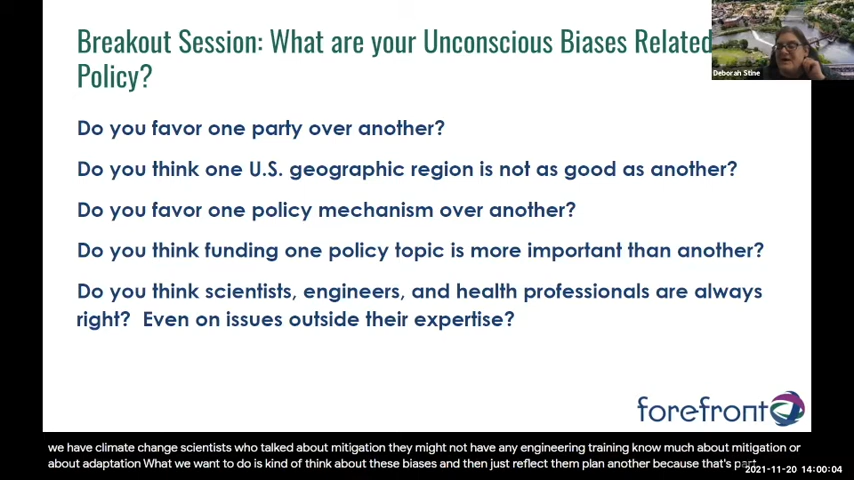 Breakout Session: What are your Unconscious Biases Related
Policy?
Deborah Stine
Do you favor one party over another?
Do you think one U.S. geographic region is not as good as another?
Do you favor one policy mechanism over another?
Do you think funding one policy topic is more important than another?
Do you think scientists, engineers, and health professionals are always
right? Even on issues outside their expertise?
forefront
we have climate change scientists who talked about mitigation they might not have any engineering training know much about mitigation or
about adaptation What we want to do is kind of think about these biases and then just reflect them plan another because that's part
2021-11-20 14:00:04